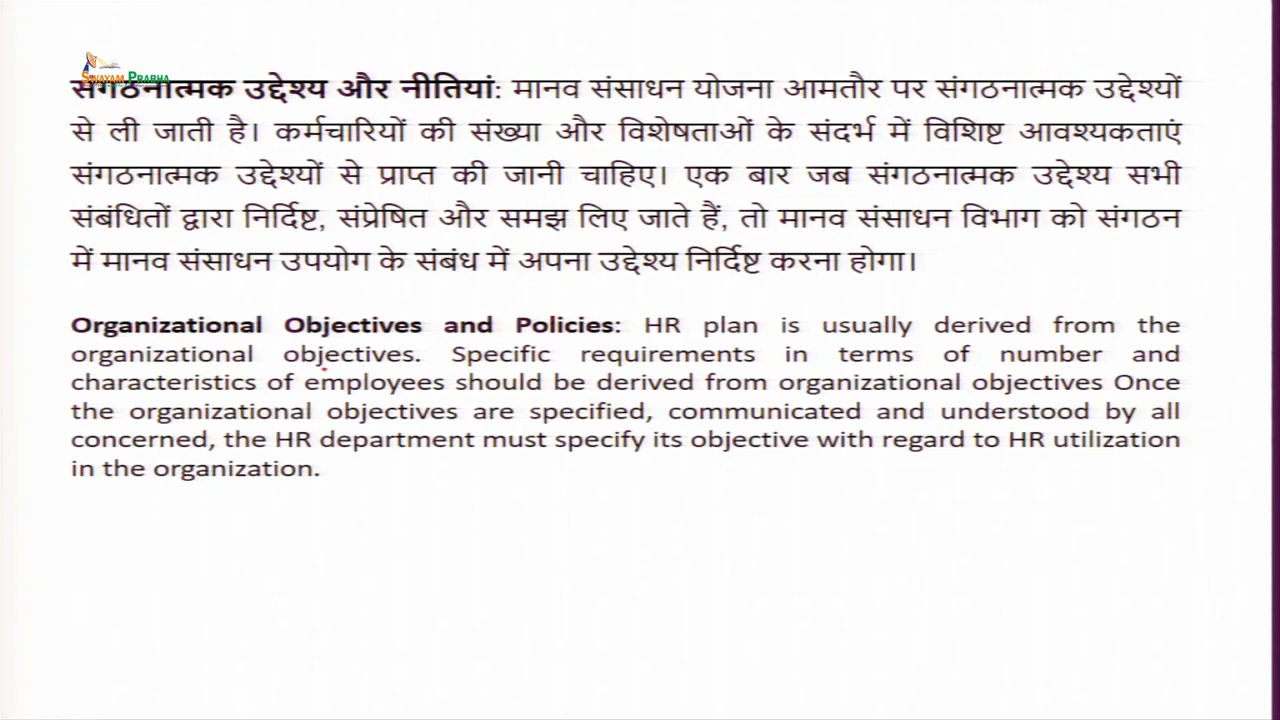 SWAYAM PRABHA
संगठनात्मक उद्देश्य और नीतियां: मानव संसाधन योजना आमतौर पर संगठनात्मक उद्देश्यों
से ली जाती है। कर्मचारियों की संख्या और विशेषताओं के संदर्भ में विशिष्ट आवश्यकताएं
संगठनात्मक उद्देश्यों से प्राप्त की जानी चाहिए। एक बार जब संगठनात्मक उद्देश्य सभी
संबंधितों द्वारा निर्दिष्ट, संप्रेषित और समझ लिए जाते हैं, तो मानव संसाधन विभाग को संगठन
में मानव संसाधन उपयोग के संबंध में अपना उद्देश्य निर्दिष्ट करना होगा।
Organizational Objectives and Policies: HR plan is usually derived from the
organizational objectives. Specific requirements in terms of number and
characteristics of employees should be derived from organizational objectives Once
the organizational objectives are specified, communicated and understood by all
concerned, the HR department must specify its objective with regard to HR utilization
in the organization.